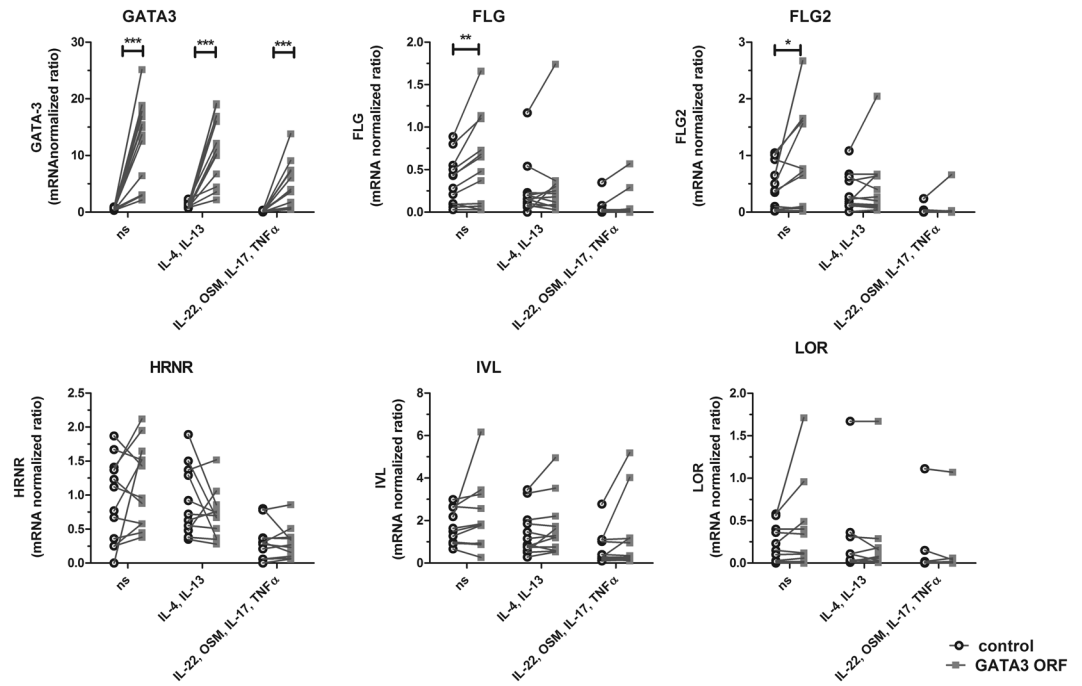 GATA3
FLG
FLG2
GATA-3
(mRNAnormalized ratio)
30
20
10
0
***
***
***
ns
IL-4, IL-13
IL-22, OSM, IL-17, TNFα
FLG
(mRNA normalized ratio)
2.0
1.5
1.0
0.5
0.0
**
ns
IL-4, IL-13
IL-22, OSM, IL-17, TNFα
FLG2
(mRNA normalized ratio)
3
2
1
0
*
ns
IL-4, IL-13
IL-22, OSM, IL-17, TNFα
HRNR
IVL
LOR
HRNR
(mRNA normalized ratio)
2.5
2.0
1.5
1.0
0.5
0.0
ns
IL-4, IL-13
IL-22, OSM, IL-17, TNFα
IVL
(mRNA normalized ratio)
8
6
4
2
0
ns
IL-4, IL-13
IL-22, OSM, IL-17, TNFα
LOR
(mRNA normalized ratio)
2.0
1.5
1.0
0.5
0.0
ns
IL-4, IL-13
IL-22, OSM, IL-17, TNFα
control
GATA3 ORF